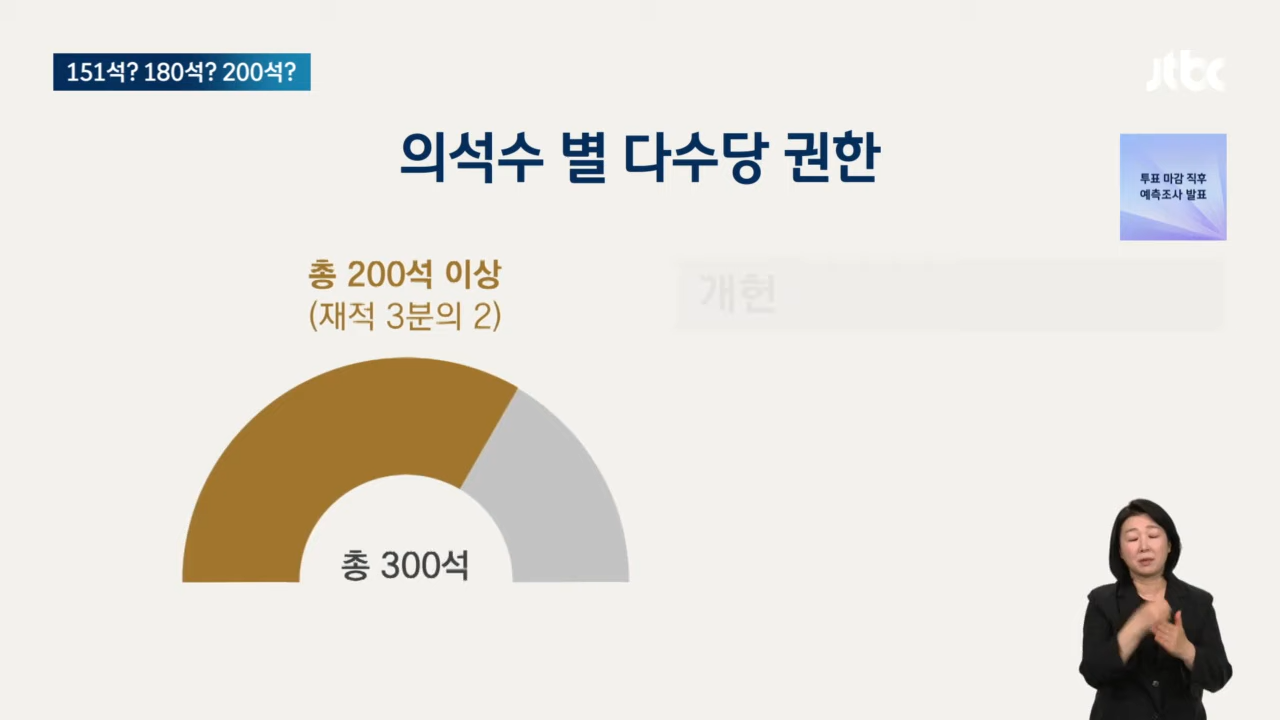 151석? 180석? 200석?
jtbc
의석수 별 다수당 권한
투표 마감 직후
예측조사 발표
총 200석 이상
(재적 3분의 2)
개헌
총 300석